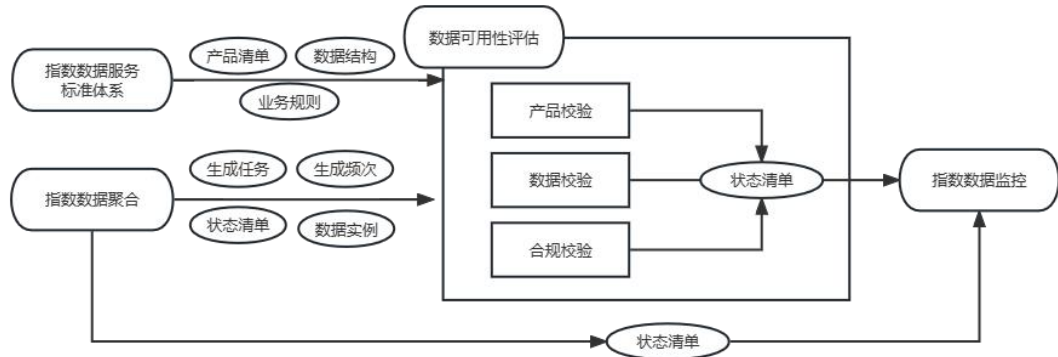 数据可用性评估
产品清单
数据结构
指数数据服务
标准体系
业务规则
产品校验
生成任务
生成频次
数据校验
状态清单
指数数据监控
指数数据聚合
状态清单
数据实例
合规校验
状态清单